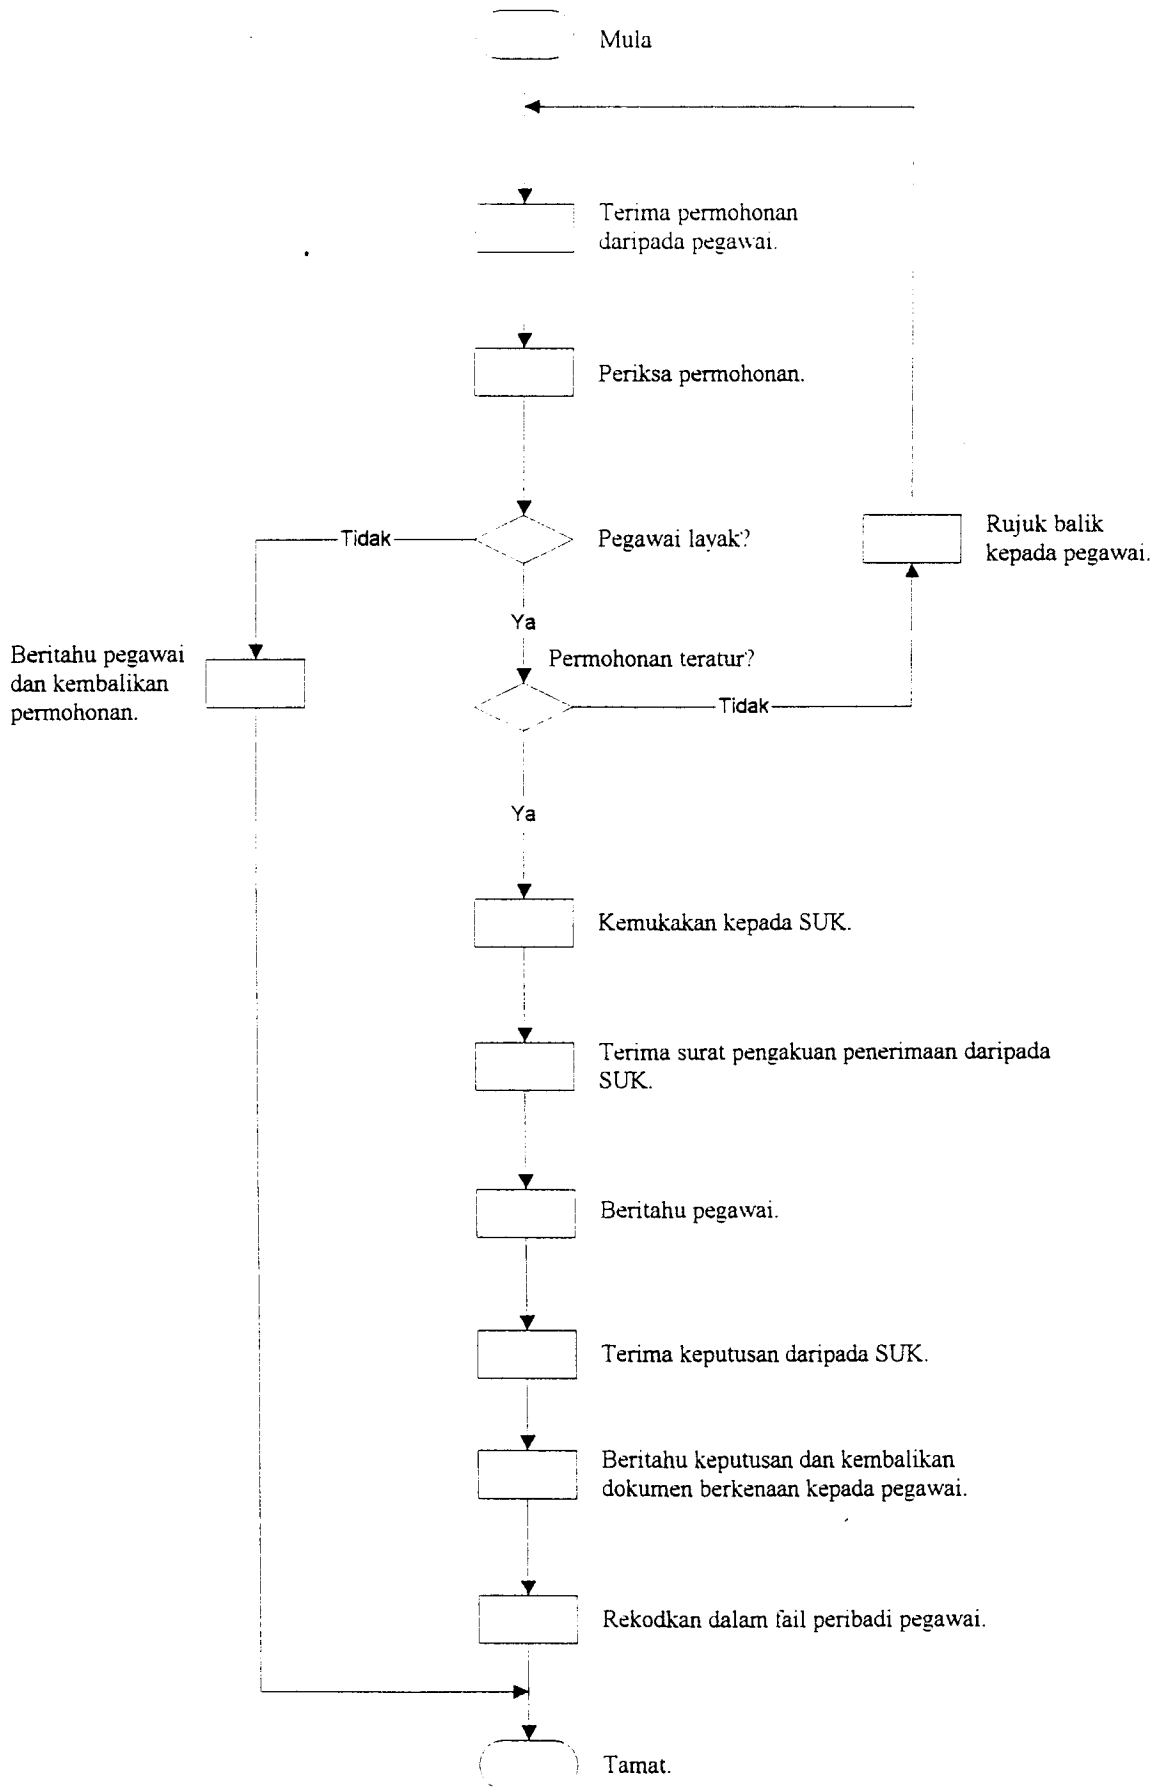 Mula
Terima permohonan
daripada pegawai.
Periksa permohonan.
Tidak
Pegawai layak?
Rujuk balik
kepada pegawai.
Ya
Beritahu pegawai
dan kembalikan
permohonan.
Permohonan teratur?
Tidak
Ya
Kemukakan kepada SUK.
Terima surat pengakuan penerimaan daripada
SUK.
Beritahu pegawai.
Terima keputusan daripada SUK.
Beritahu keputusan dan kembalikan
dokumen berkenaan kepada pegawai.
Rekodkan dalam fail peribadi pegawai.
Tamat.